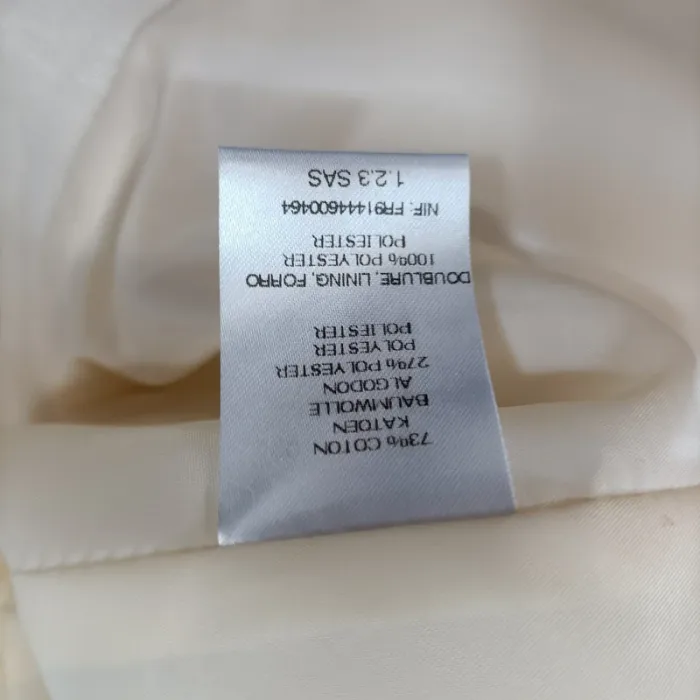 73% COTON
KATOEN
BAUMWOLLE
ALGODON
27% POLYESTER
POLYESTER
POLIESTER
DOUBLURE, LINING, FORRO
100% POLYESTER
POLIESTER
NIF: FR91444600464
1.2.3 SAS